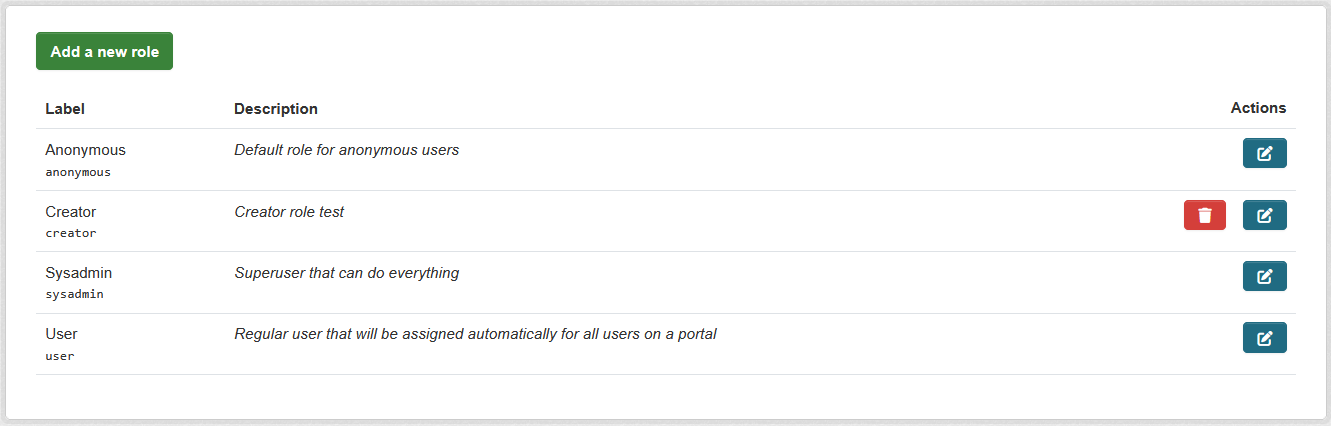 Add a new role
Label Description Actions
Anonymous Default role for anonymous users
anonymous
Creator Creator role test
creator
Sysadmin Superuser that can do everything
sysadmin
User Regular user that will be assigned automatically for all users on a portal
user